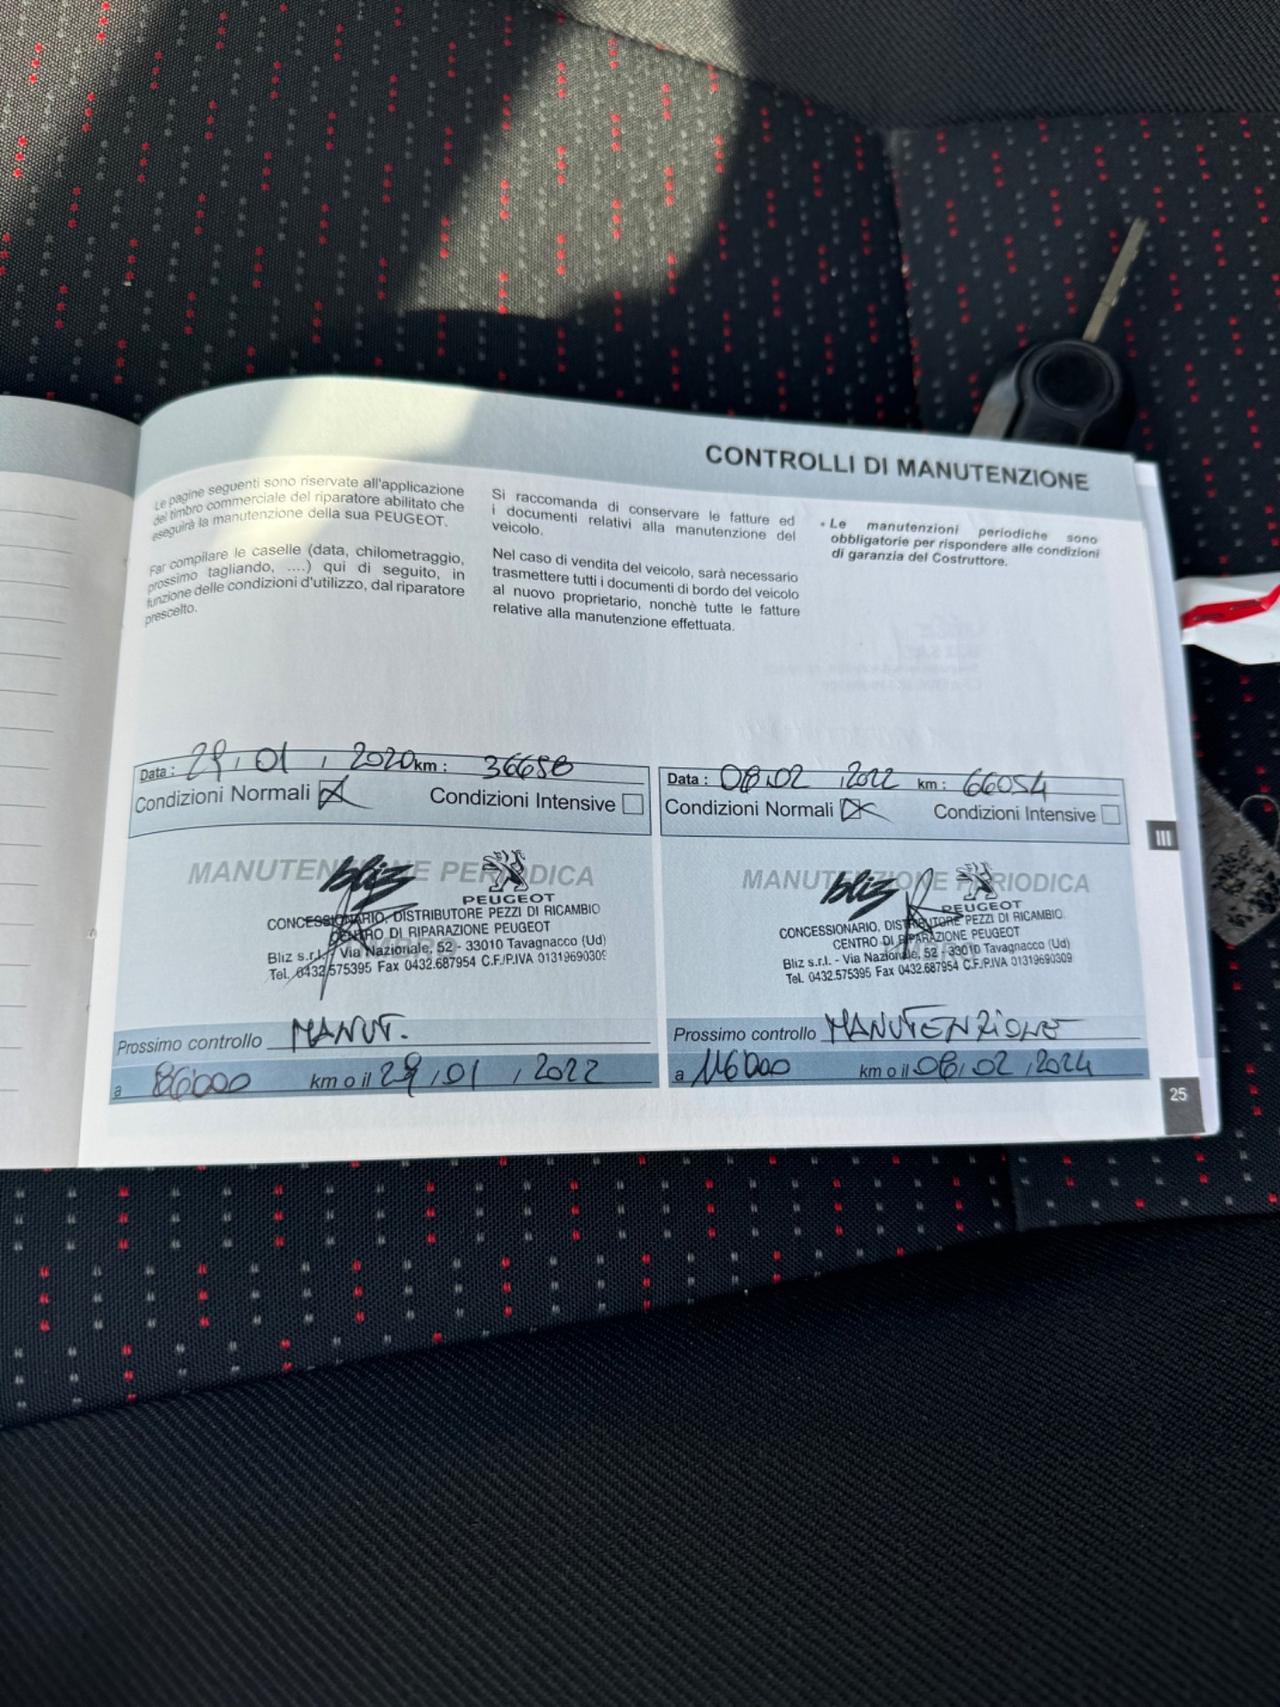 CONTROLLI DI MANUTENZIONE
Le pagine seguenti sono riservate all'applicazione
del timbro commerciale del riparatore abilitato che
eseguirà la manutenzione della sua PEUGEOT.
Far compilare le caselle (data, chilometraggio,
prossimo tagliando, ....) qui di seguito, in
funzione delle condizioni d'utilizzo, dal riparatore
prescelto.
Si raccomanda di conservare le fatture ed
i documenti relativi alla manutenzione del
veicolo.
Nel caso di vendita del veicolo, sarà necessario
trasmettere tutti i documenti di bordo del veicolo
al nuovo proprietario, nonchè tutte le fatture
relative alla manutenzione effettuata.
• Le manutenzioni periodiche sono
obbligatorie per rispondere alle condizioni
di garanzia del Costruttore.
Data : 29, 01, 2020 km : 36658
Condizioni Normali Condizioni Intensive
MANUTENZIONE PERIODICA
bliz
PEUGEOT
CONCESSIONARIO, DISTRIBUTORE PEZZI DI RICAMBIO
CENTRO DI RIPARAZIONE PEUGEOT
Bliz s.r.l. - Via Nazionale, 52 - 33010 Tavagnacco (Ud)
Tel. 0432.575395 Fax 0432.687954 C.F./P.IVA 01319690309
Prossimo controllo MANUT.
a 86000 km o il 29, 01, 2022
Data : 08.02, 2022 km : 66054
Condizioni Normali Condizioni Intensive
MANUTENZIONE PERIODICA
bliz
PEUGEOT
CONCESSIONARIO, DISTRIBUTORE PEZZI DI RICAMBIO
CENTRO DI RIPARAZIONE PEUGEOT
Bliz s.r.l. - Via Nazionale, 52 - 33010 Tavagnacco (Ud)
Tel. 0432.575395 Fax 0432.687954 C.F./P.IVA 01319690309
Prossimo controllo MANUTENZIONE
a 116000 km o il 08, 02, 2024
III
25